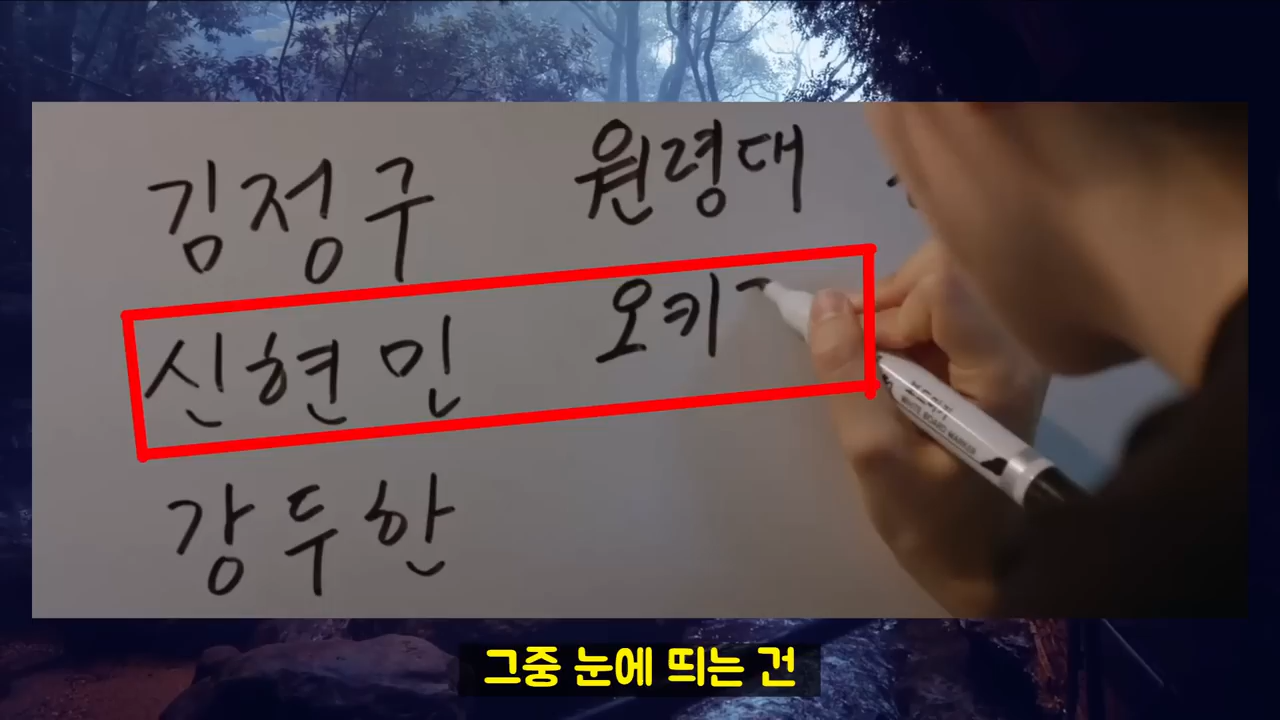 김정구 원령대
신현민 오키
강두한
그중 눈에 띄는 건